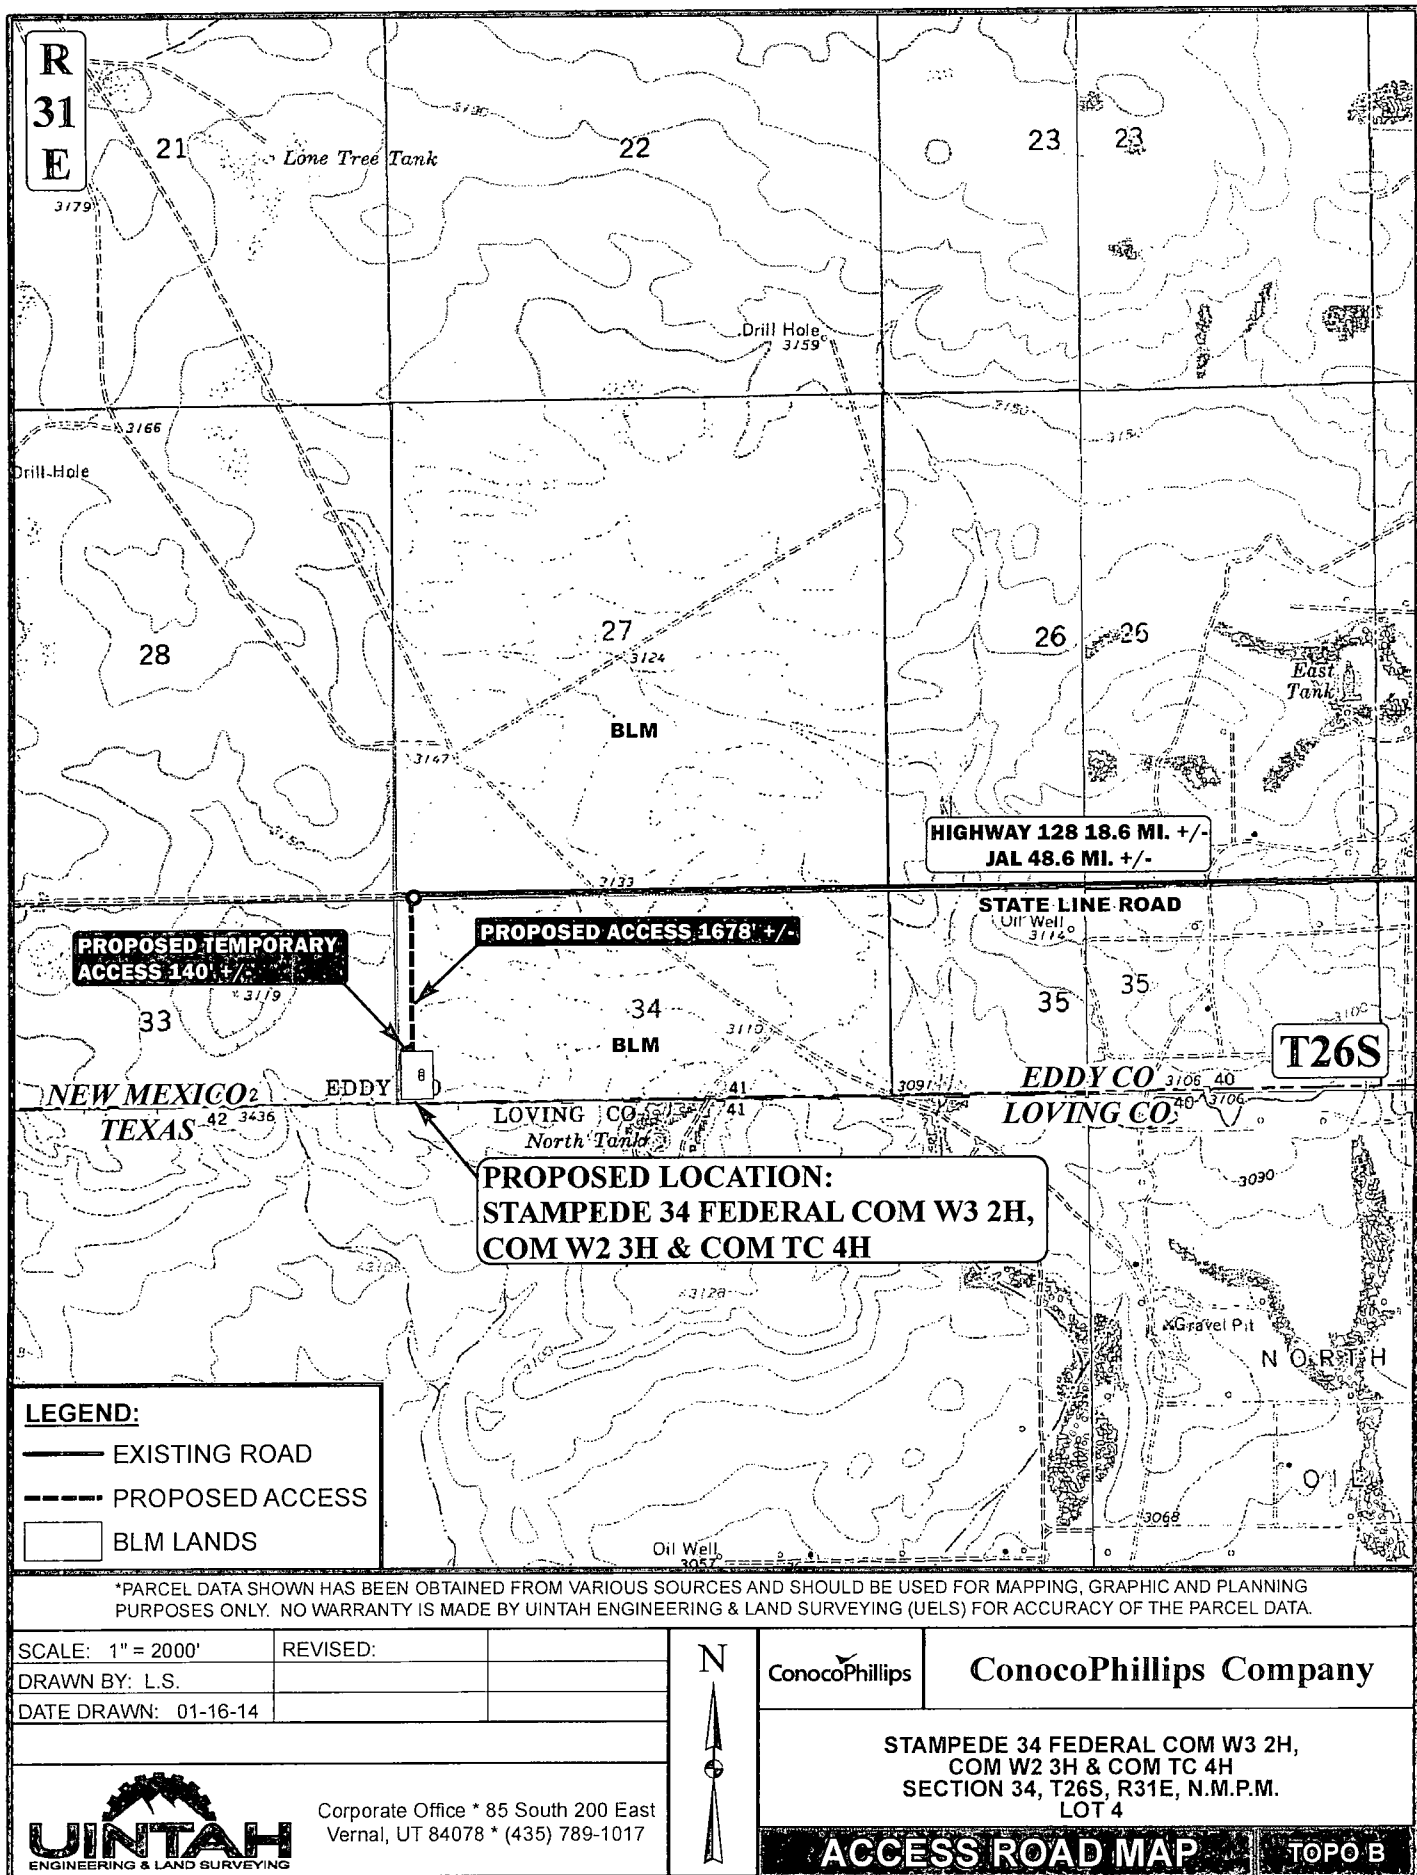 R
31
E
21
Lone Tree Tank
22
23
23
3179
Drill Hole
3159
3166
Drill Hole
3150
3150
28
27
3124
26
26
East
Tank
BLM
3147
HIGHWAY 128 18.6 MI. +/-
JAL 48.6 MI. +/-
3133
STATE LINE ROAD
Oil Well
3114
PROPOSED TEMPORARY
ACCESS 140' +/-
PROPOSED ACCESS 1678' +/-
3119
33
34
35
35
3110
3100
BLM
T26S
8
NEW MEXICO
2
EDDY
41
3091
EDDY CO
3106
40
TEXAS
42
3436
LOVING CO
41
LOVING CO
40
3106
North Tank
PROPOSED LOCATION:
STAMPEDE 34 FEDERAL COM W3 2H,
COM W2 3H & COM TC 4H
3090
3128
3100
Gravel Pit
NORTH
OIL
3068
Oil Well
3057
LEGEND:
EXISTING ROAD
PROPOSED ACCESS
BLM LANDS
*PARCEL DATA SHOWN HAS BEEN OBTAINED FROM VARIOUS SOURCES AND SHOULD BE USED FOR MAPPING, GRAPHIC AND PLANNING
PURPOSES ONLY. NO WARRANTY IS MADE BY UINTAH ENGINEERING & LAND SURVEYING (UELS) FOR ACCURACY OF THE PARCEL DATA.
SCALE: 1" = 2000'
REVISED:
DRAWN BY: L.S.
DATE DRAWN: 01-16-14
N
ConocoPhillips
ConocoPhillips Company
STAMPEDE 34 FEDERAL COM W3 2H,
COM W2 3H & COM TC 4H
SECTION 34, T26S, R31E, N.M.P.M.
LOT 4
UINTAH
ENGINEERING & LAND SURVEYING
Corporate Office * 85 South 200 East
Vernal, UT 84078 * (435) 789-1017
ACCESS ROAD MAP
TOPO B